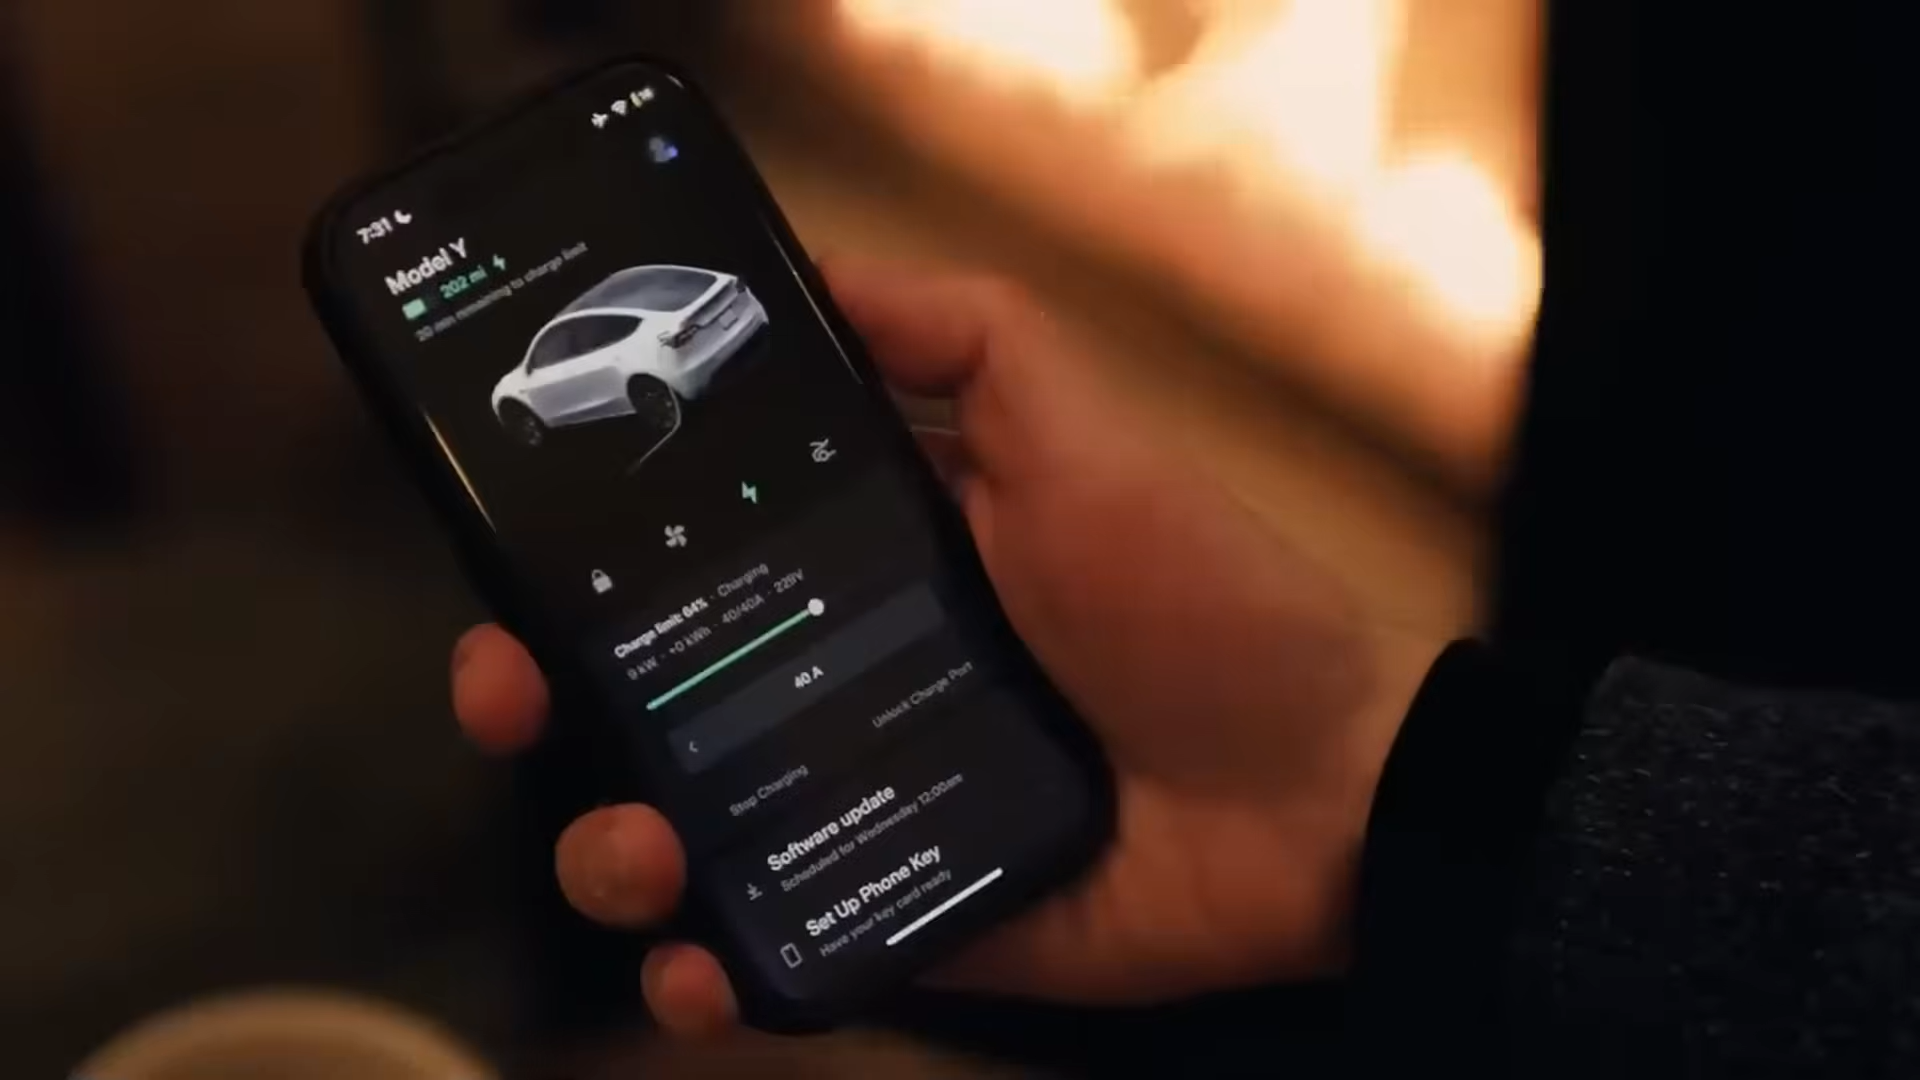 7:31
Model Y
202 mi
20 min remaining to charge limit
Charge limit: 64% · Charging
9 kW · +0 kWh · 40/40A · 229V
40 A
Unlock Charge Port
Stop Charging
Software update
Scheduled for Wednesday 12:00am
Set Up Phone Key
Have your key card ready